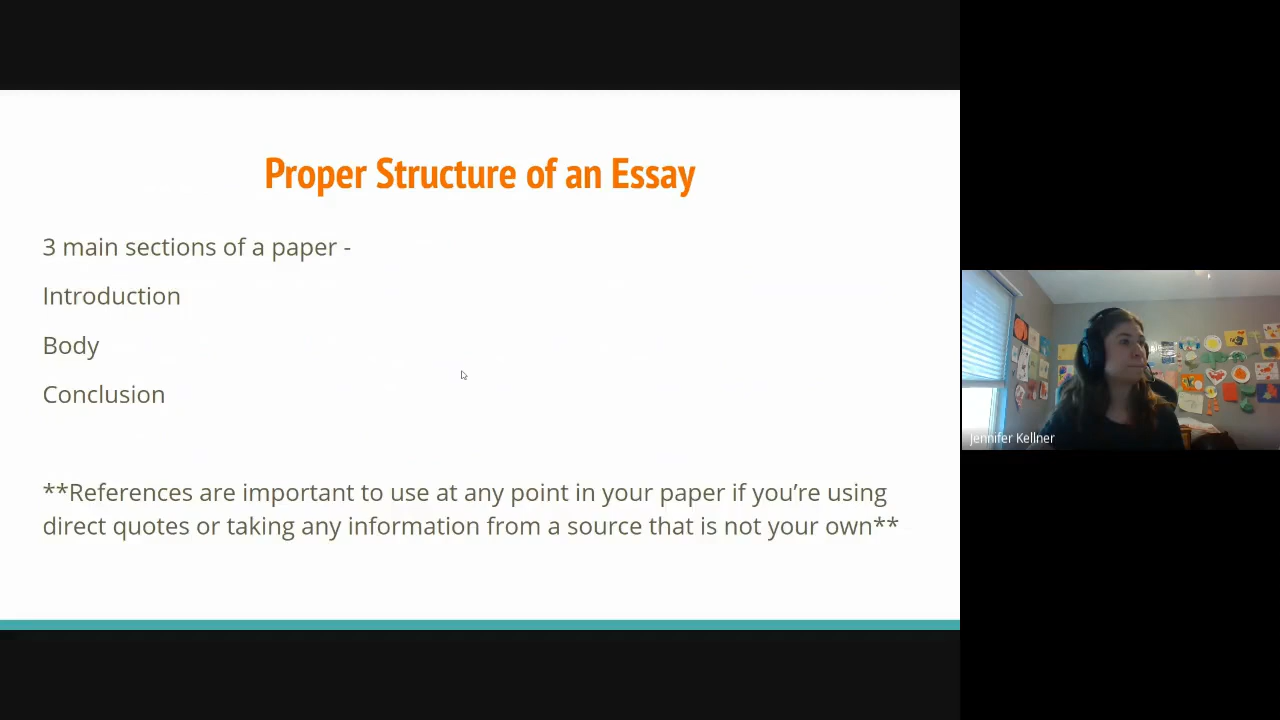 Proper Structure of an Essay
3 main sections of a paper -
Introduction
Body
Conclusion
**References are important to use at any point in your paper if you’re using
direct quotes or taking any information from a source that is not your own**
Jennifer Kellner